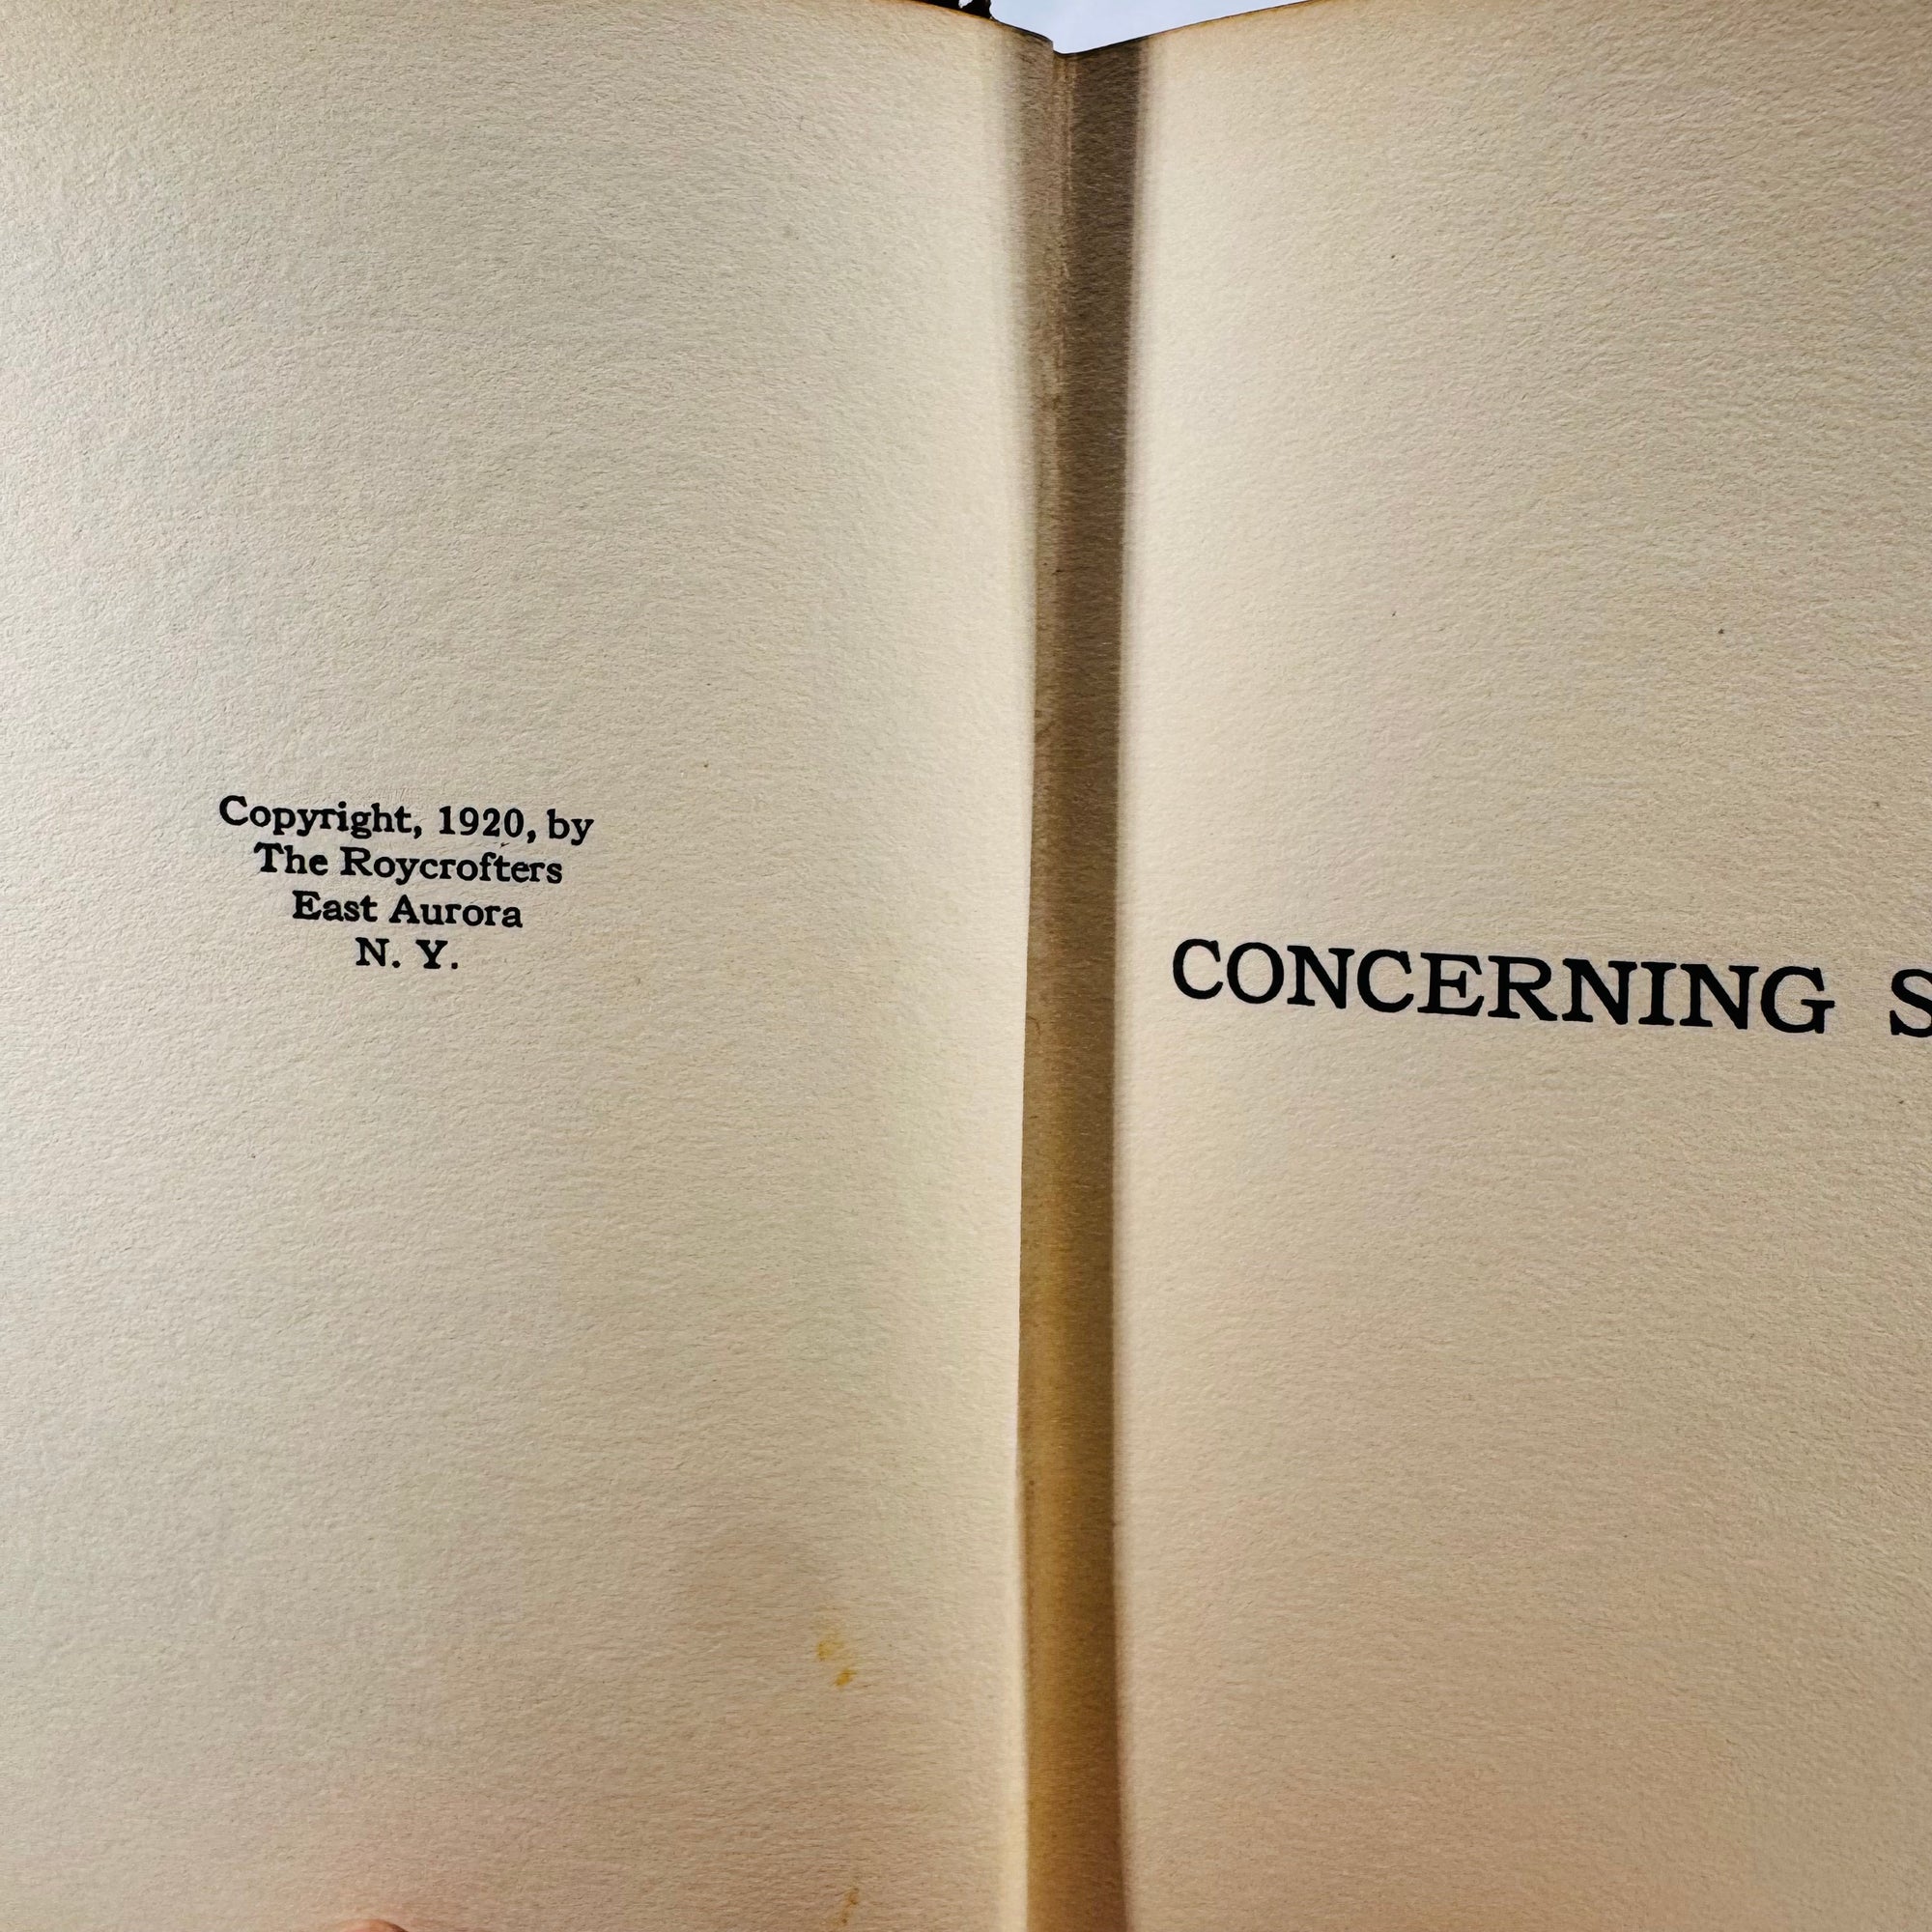 Copyright, 1920, by
The Roycrofters
East Aurora
N. Y.
CONCERNING S